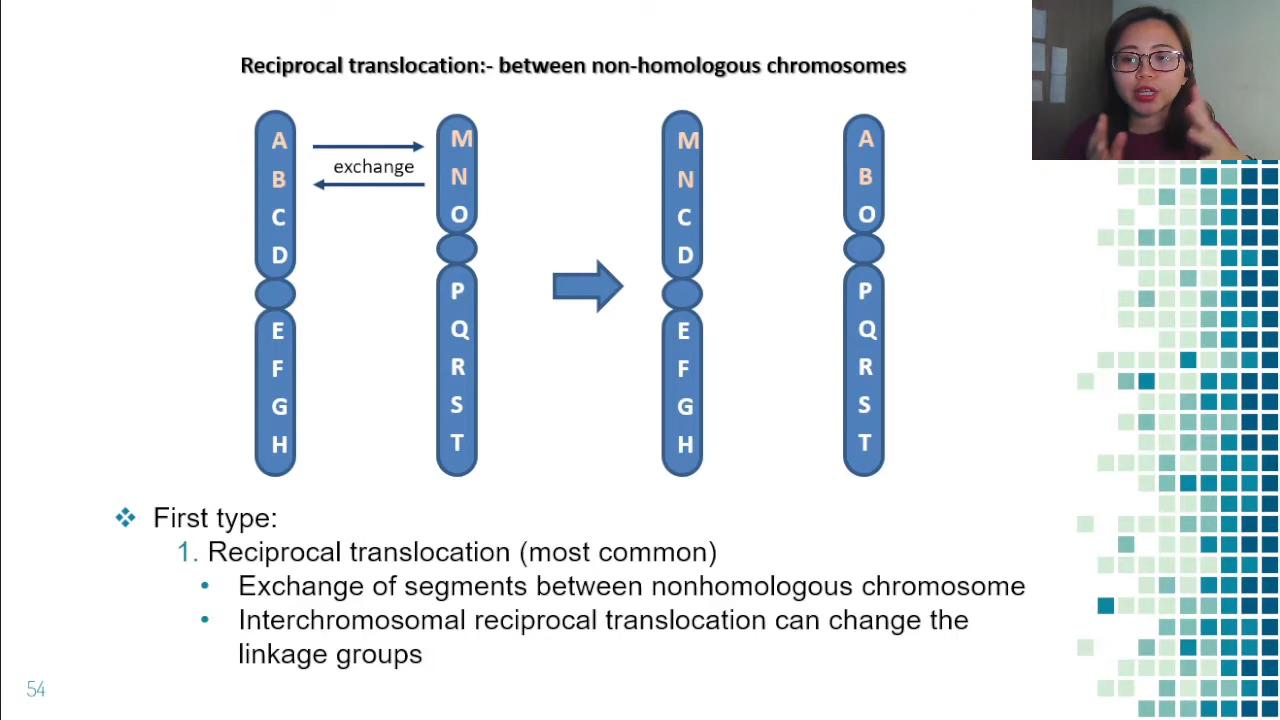 Reciprocal translocation:- between non-homologous chromosomes
A
B
C
D
E
F
G
H
exchange
M
N
O
P
Q
R
S
T
M
N
C
D
E
F
G
H
A
B
O
P
Q
R
S
T
❖ First type:
1. Reciprocal translocation (most common)
• Exchange of segments between nonhomologous chromosome
• Interchromosomal reciprocal translocation can change the
linkage groups
54